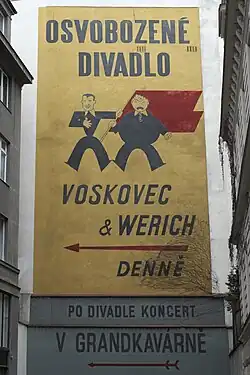 OSVOBOZENÉ
DIVADLO
VOSKOVEC
& WERICH
DENNĚ
PO DIVADLE KONCERT
V GRANDKAVÁRNĚ